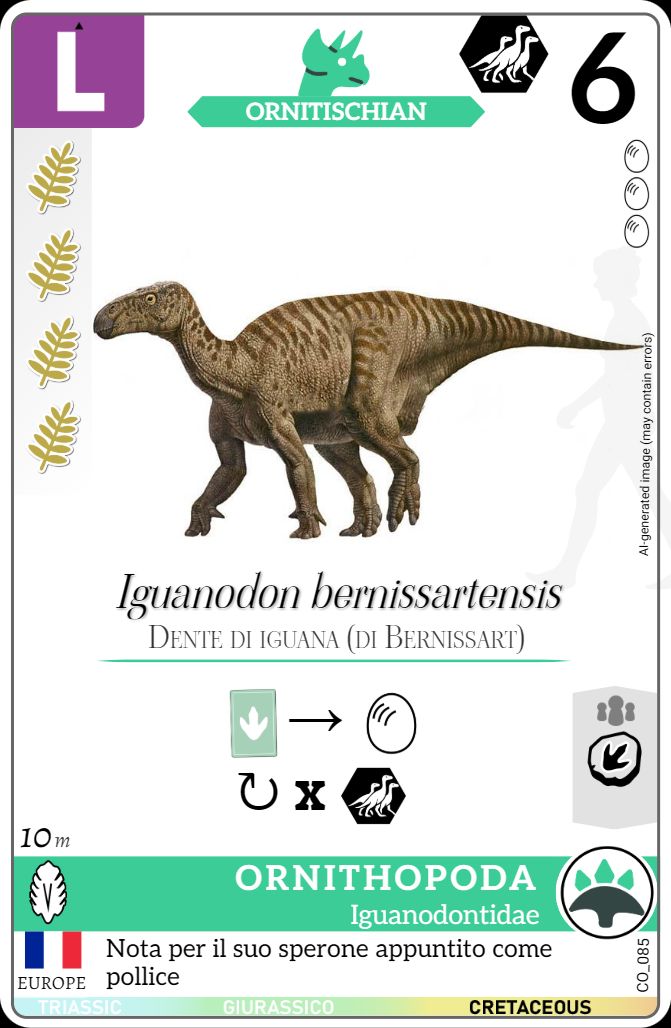 L
ORNITISCHIAN
6
AI-generated image (may contain errors)
Iguanodon bernissartensis
Dente di iguana (di Bernissart)
x
10 m
ORNITHOPODA
Iguanodontidae
EUROPE
Nota per il suo sperone appuntito come
pollice
CO_085
TRIASSIC
GIURASSICO
CRETACEOUS